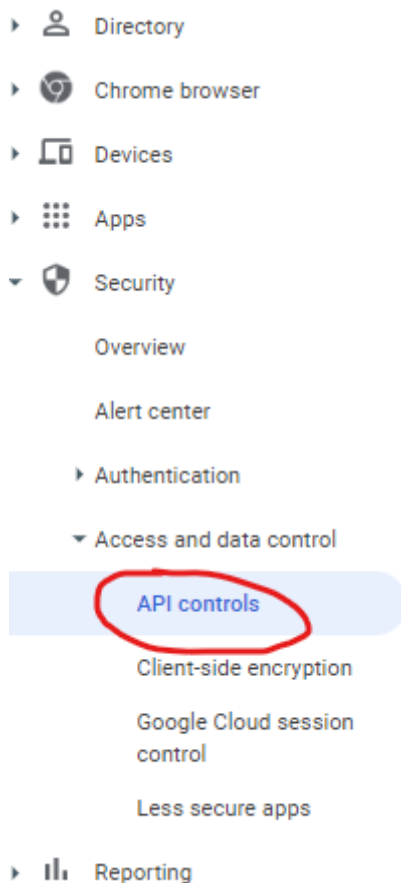 Directory
Chrome browser
Devices
Apps
Security
Overview
Alert center
Authentication
Access and data control
API controls
Client-side encryption
Google Cloud session
control
Less secure apps
Reporting